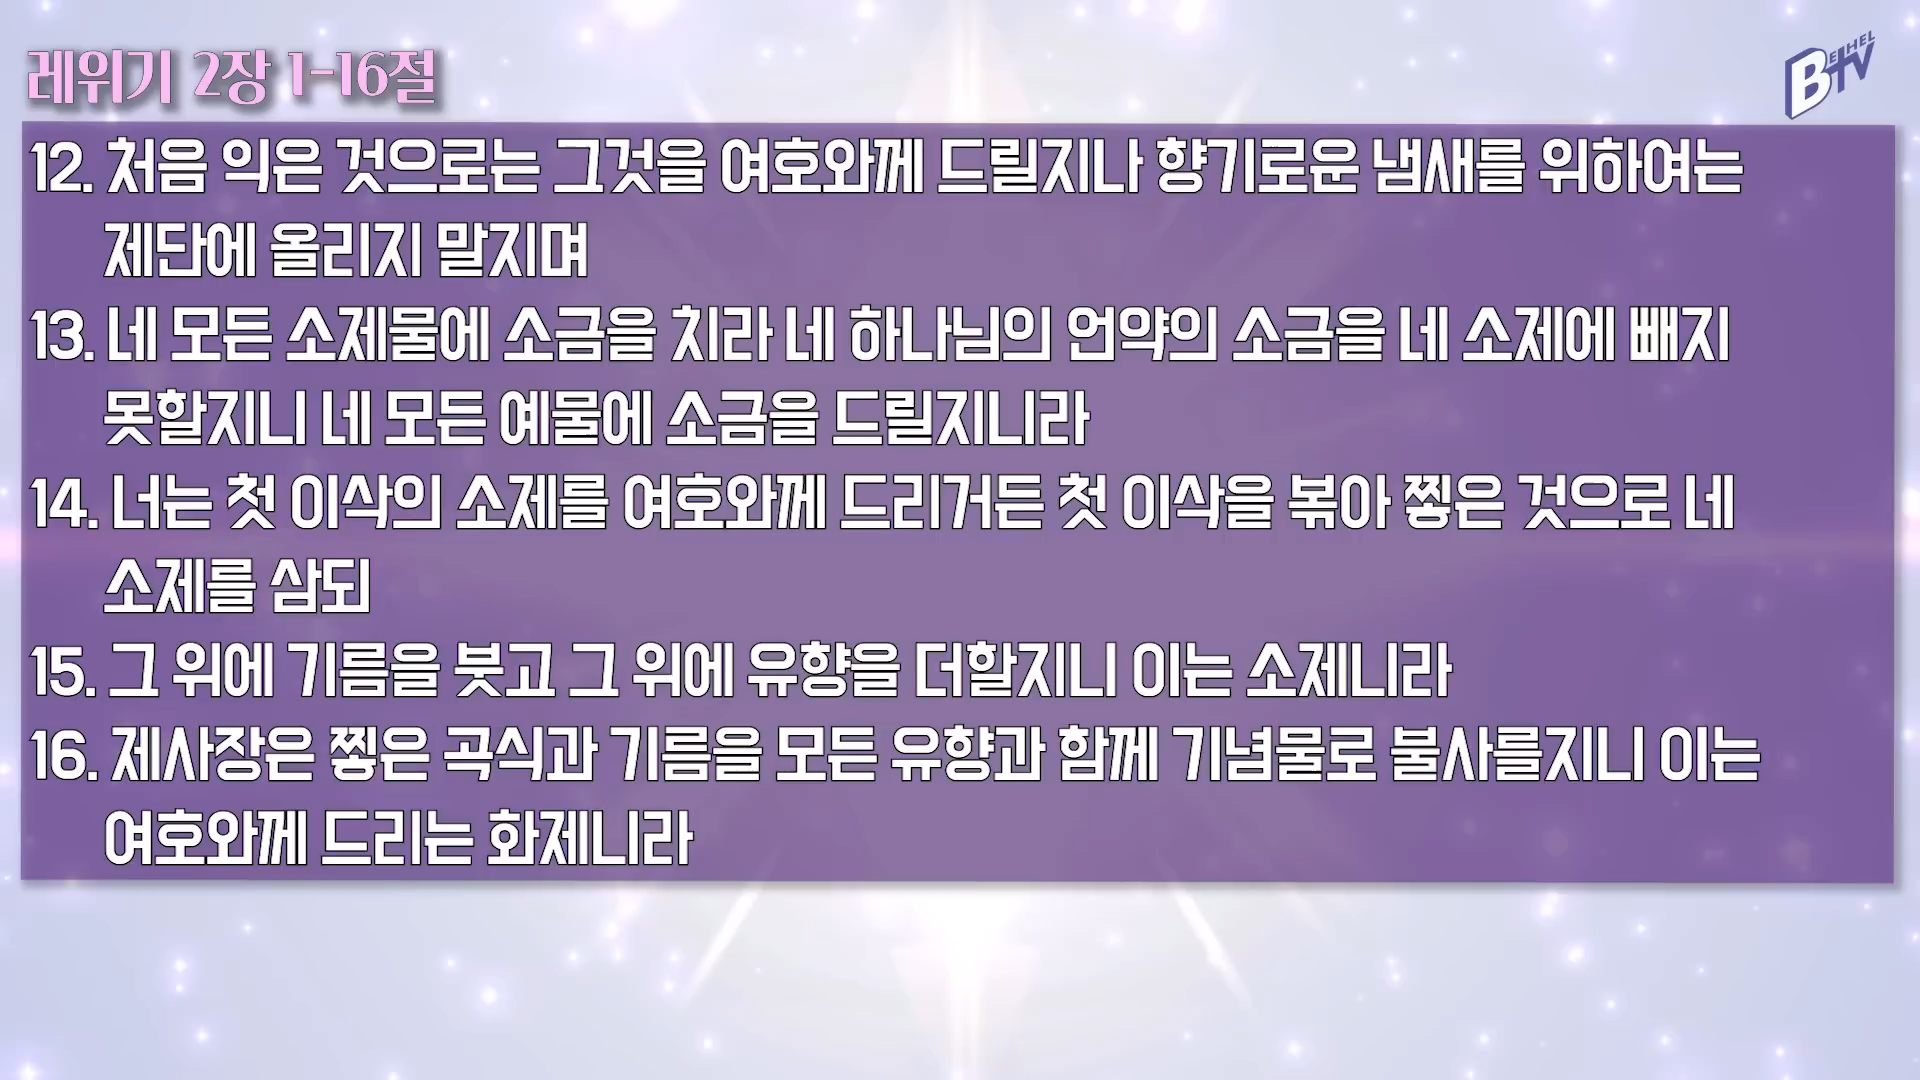 레위기 2장 1-16절
BETHEL TV
12. 처음 익은 것으로는 그것을 여호와께 드릴지나 향기로운 냄새를 위하여는
제단에 올리지 말지며
13. 네 모든 소제물에 소금을 치라 네 하나님의 언약의 소금을 네 소제에 빼지
못할지니 네 모든 예물에 소금을 드릴지니라
14. 너는 첫 이삭의 소제를 여호와께 드리거든 첫 이삭을 볶아 찧은 것으로 네
소제를 삼되
15. 그 위에 기름을 붓고 그 위에 유향을 더할지니 이는 소제니라
16. 제사장은 찧은 곡식과 기름을 모든 유향과 함께 기념물로 불사를지니 이는
여호와께 드리는 화제니라